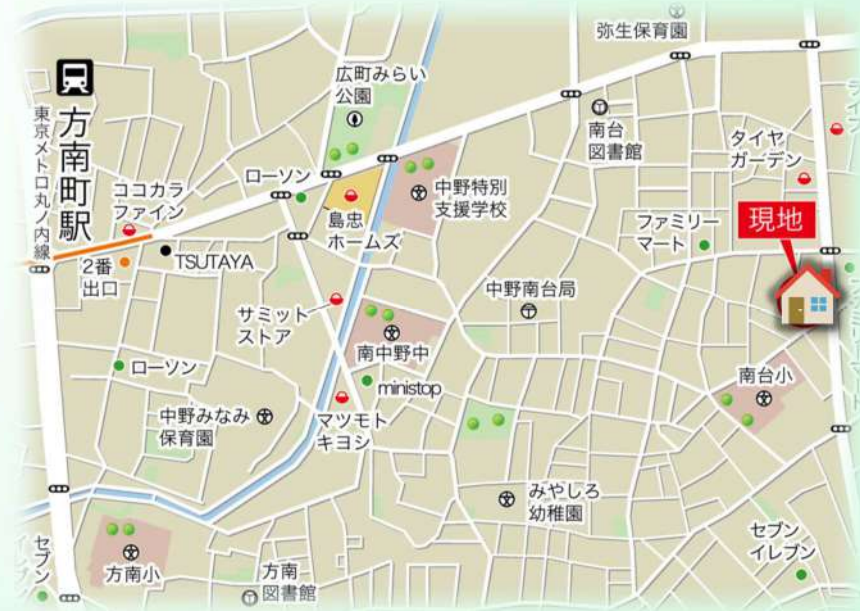 弥生保育園
広町みらい
公園
方南町駅
東京メトロ丸ノ内線
南台
図書館
タイヤ
ガーデン
ココカラ
ファイン
ローソン
中野特別
支援学校
島忠
ホームズ
ファミリー
マート
現地
2番
出口
TSUTAYA
中野南台局
サミット
ストア
南中野中
ローソン
ministop
南台小
中野みなみ
保育園
マツモト
キヨシ
みやしろ
幼稚園
セブン
イレブン
方南小
方南
図書館
セブン